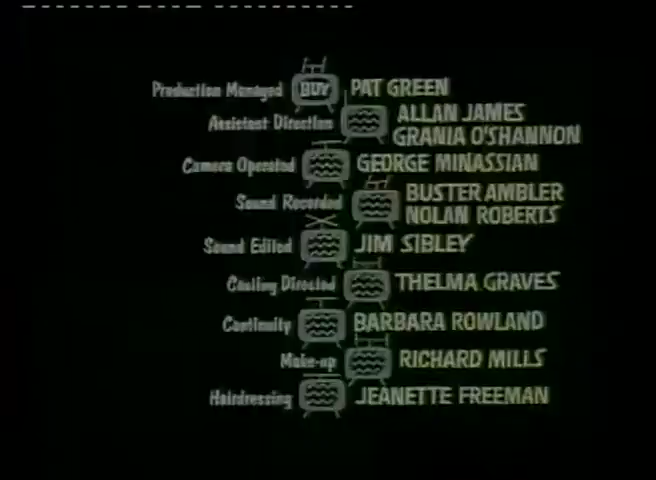 Production Managed BUY PAT GREEN
Assistant Direction ALLAN JAMES
GRANIA O'SHANNON
Camera Operated GEORGE MINASSIAN
Sound Recorded BUSTER AMBLER
NOLAN ROBERTS
Sound Edited JIM SIBLEY
Casting Directed THELMA GRAVES
Continuity BARBARA ROWLAND
Make-up RICHARD MILLS
Hairdressing JEANETTE FREEMAN